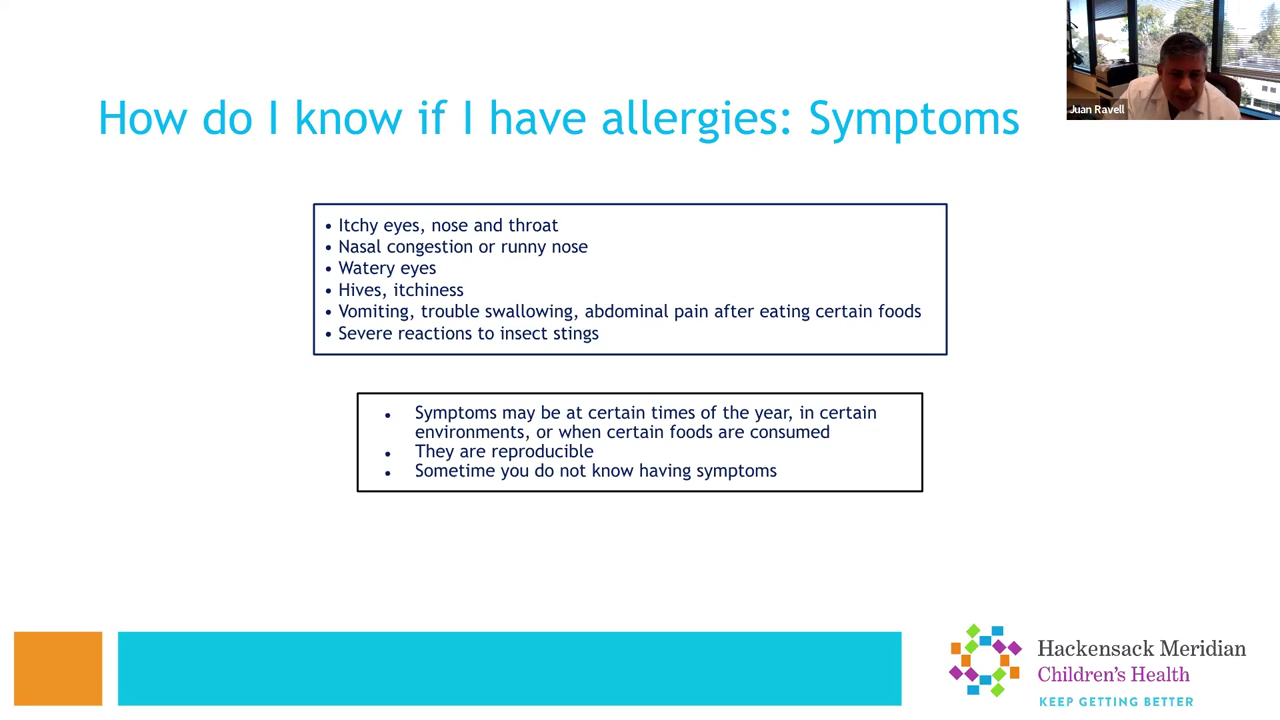 Juan Ravell
How do I know if I have allergies: Symptoms
• Itchy eyes, nose and throat
• Nasal congestion or runny nose
• Watery eyes
• Hives, itchiness
• Vomiting, trouble swallowing, abdominal pain after eating certain foods
• Severe reactions to insect stings
• Symptoms may be at certain times of the year, in certain
environments, or when certain foods are consumed
• They are reproducible
• Sometime you do not know having symptoms
Hackensack Meridian
Children's Health
KEEP GETTING BETTER